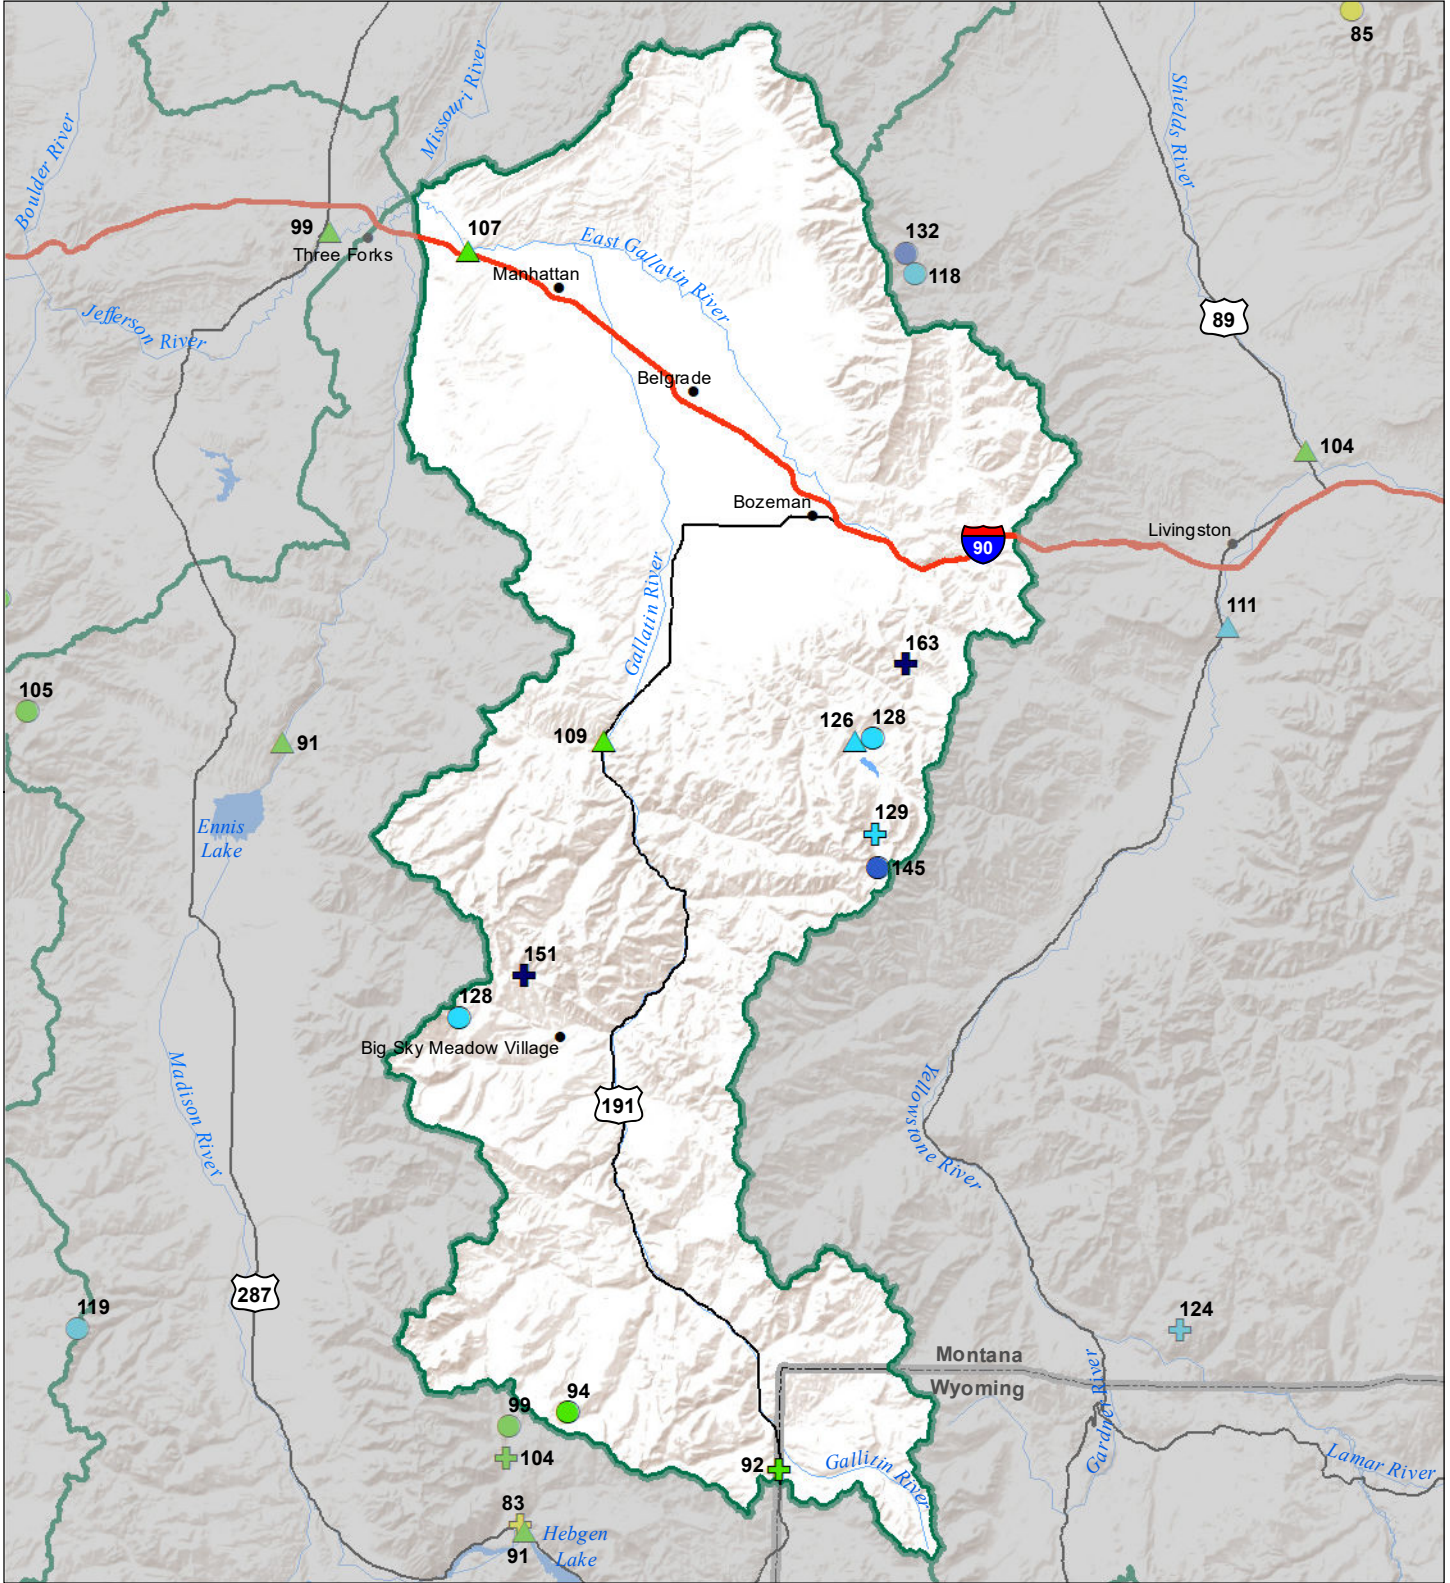 85
Missouri River
Shields River
Boulder River
99
107
132
Three Forks
East Gallatin River
118
Manhattan
Jefferson River
89
Belgrade
104
Bozeman
Livingston
90
Gallatin River
111
163
105
91
109
126
128
129
Ennis
Lake
145
151
128
Big Sky Meadow Village
Madison River
191
Yellowstone River
287
119
124
Montana
Wyoming
Gardner River
94
99
104
92
Gallitin River
Lamar River
83
91
Hebgen
Lake